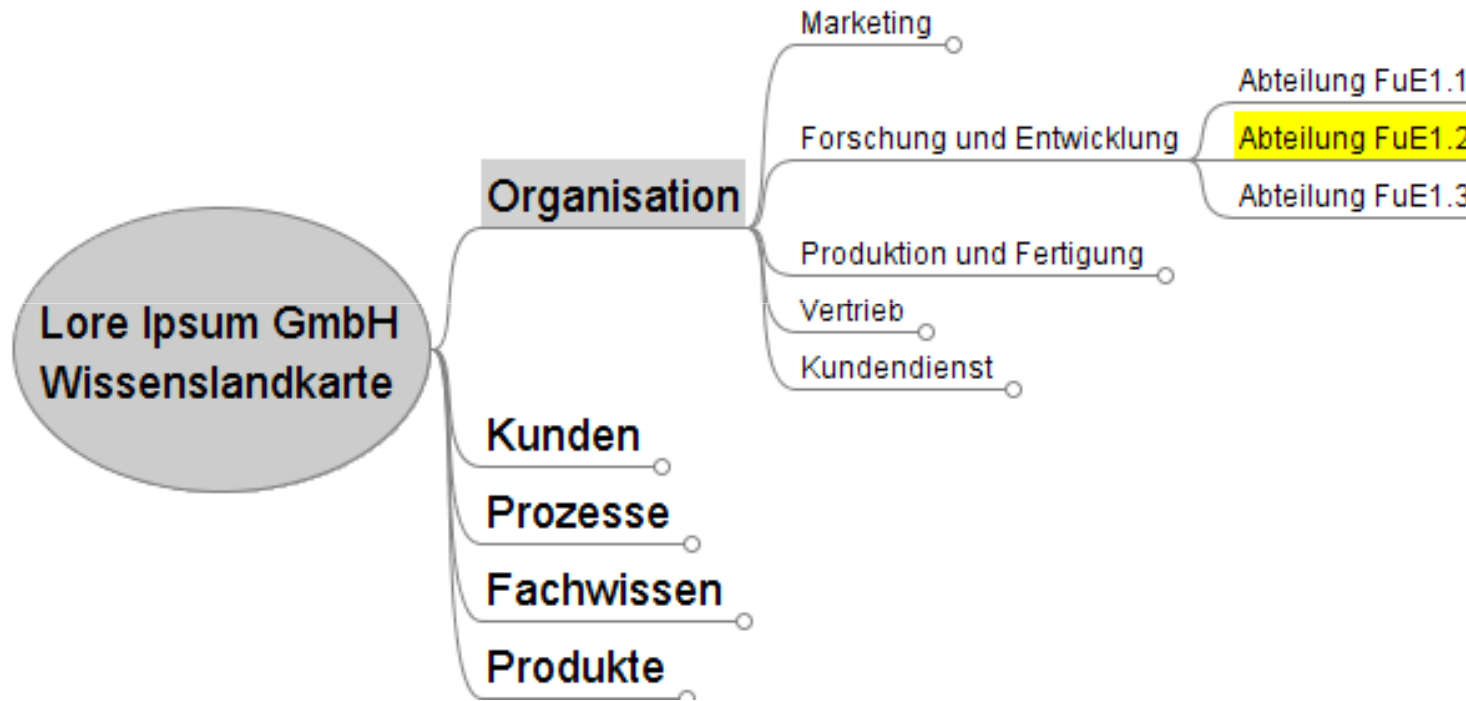 Lore Ipsum GmbH
Wissenslandkarte
Organisation
Marketing
Forschung und Entwicklung
Abteilung FuE1.1
Abteilung FuE1.2
Abteilung FuE1.3
Produktion und Fertigung
Vertrieb
Kundendienst
Kunden
Prozesse
Fachwissen
Produkte